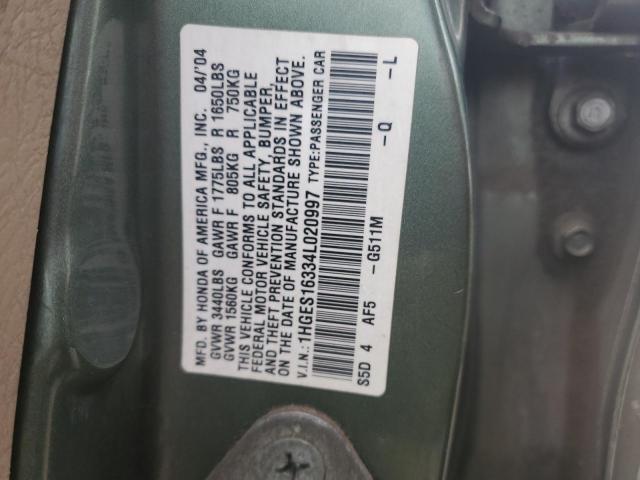 MFD. BY HONDA OF AMERICA MFG., INC. 04/'04
GVWR 3440LBS GAWR F 1775LBS R 1650LBS
GVWR 1560KG GAWR F 805KG R 750KG
THIS VEHICLE CONFORMS TO ALL APPLICABLE
FEDERAL MOTOR VEHICLE SAFETY, BUMPER,
AND THEFT PREVENTION STANDARDS IN EFFECT
ON THE DATE OF MANUFACTURE SHOWN ABOVE.
V.I.N.: 1HGES16334L020997 TYPE: PASSENGER CAR
S5D 4 AF5 -G511M -Q -L